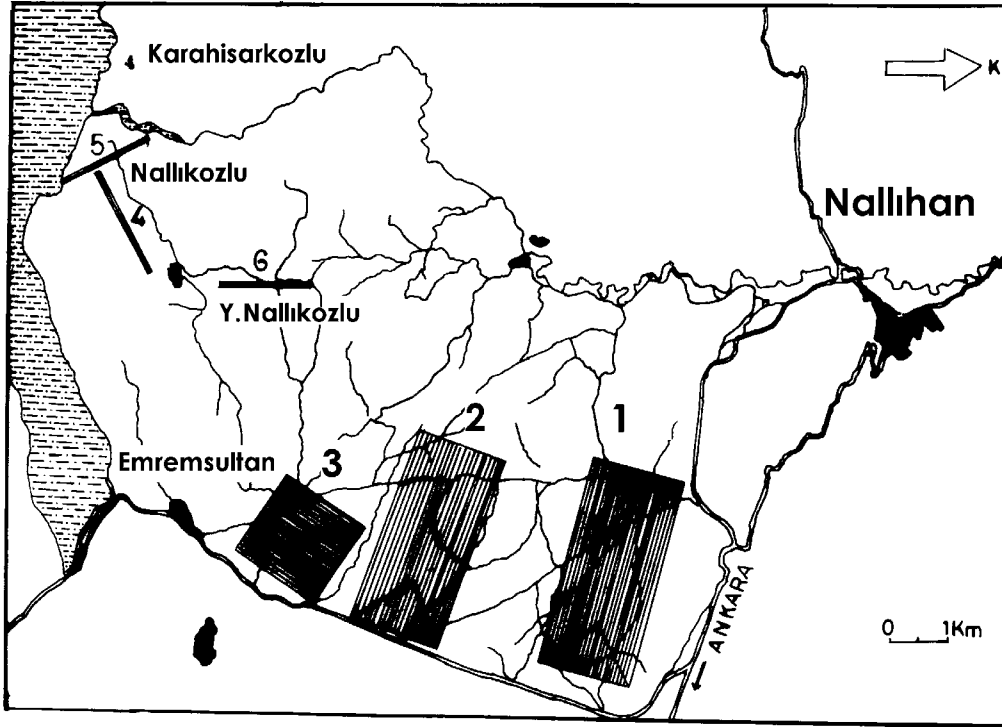 Karahisarkozlu
K
5
Nallıkozlu
Nallıhan
4
6
Y.Nallıkozlu
2
1
Emremsultan
3
ANKARA
0 1Km